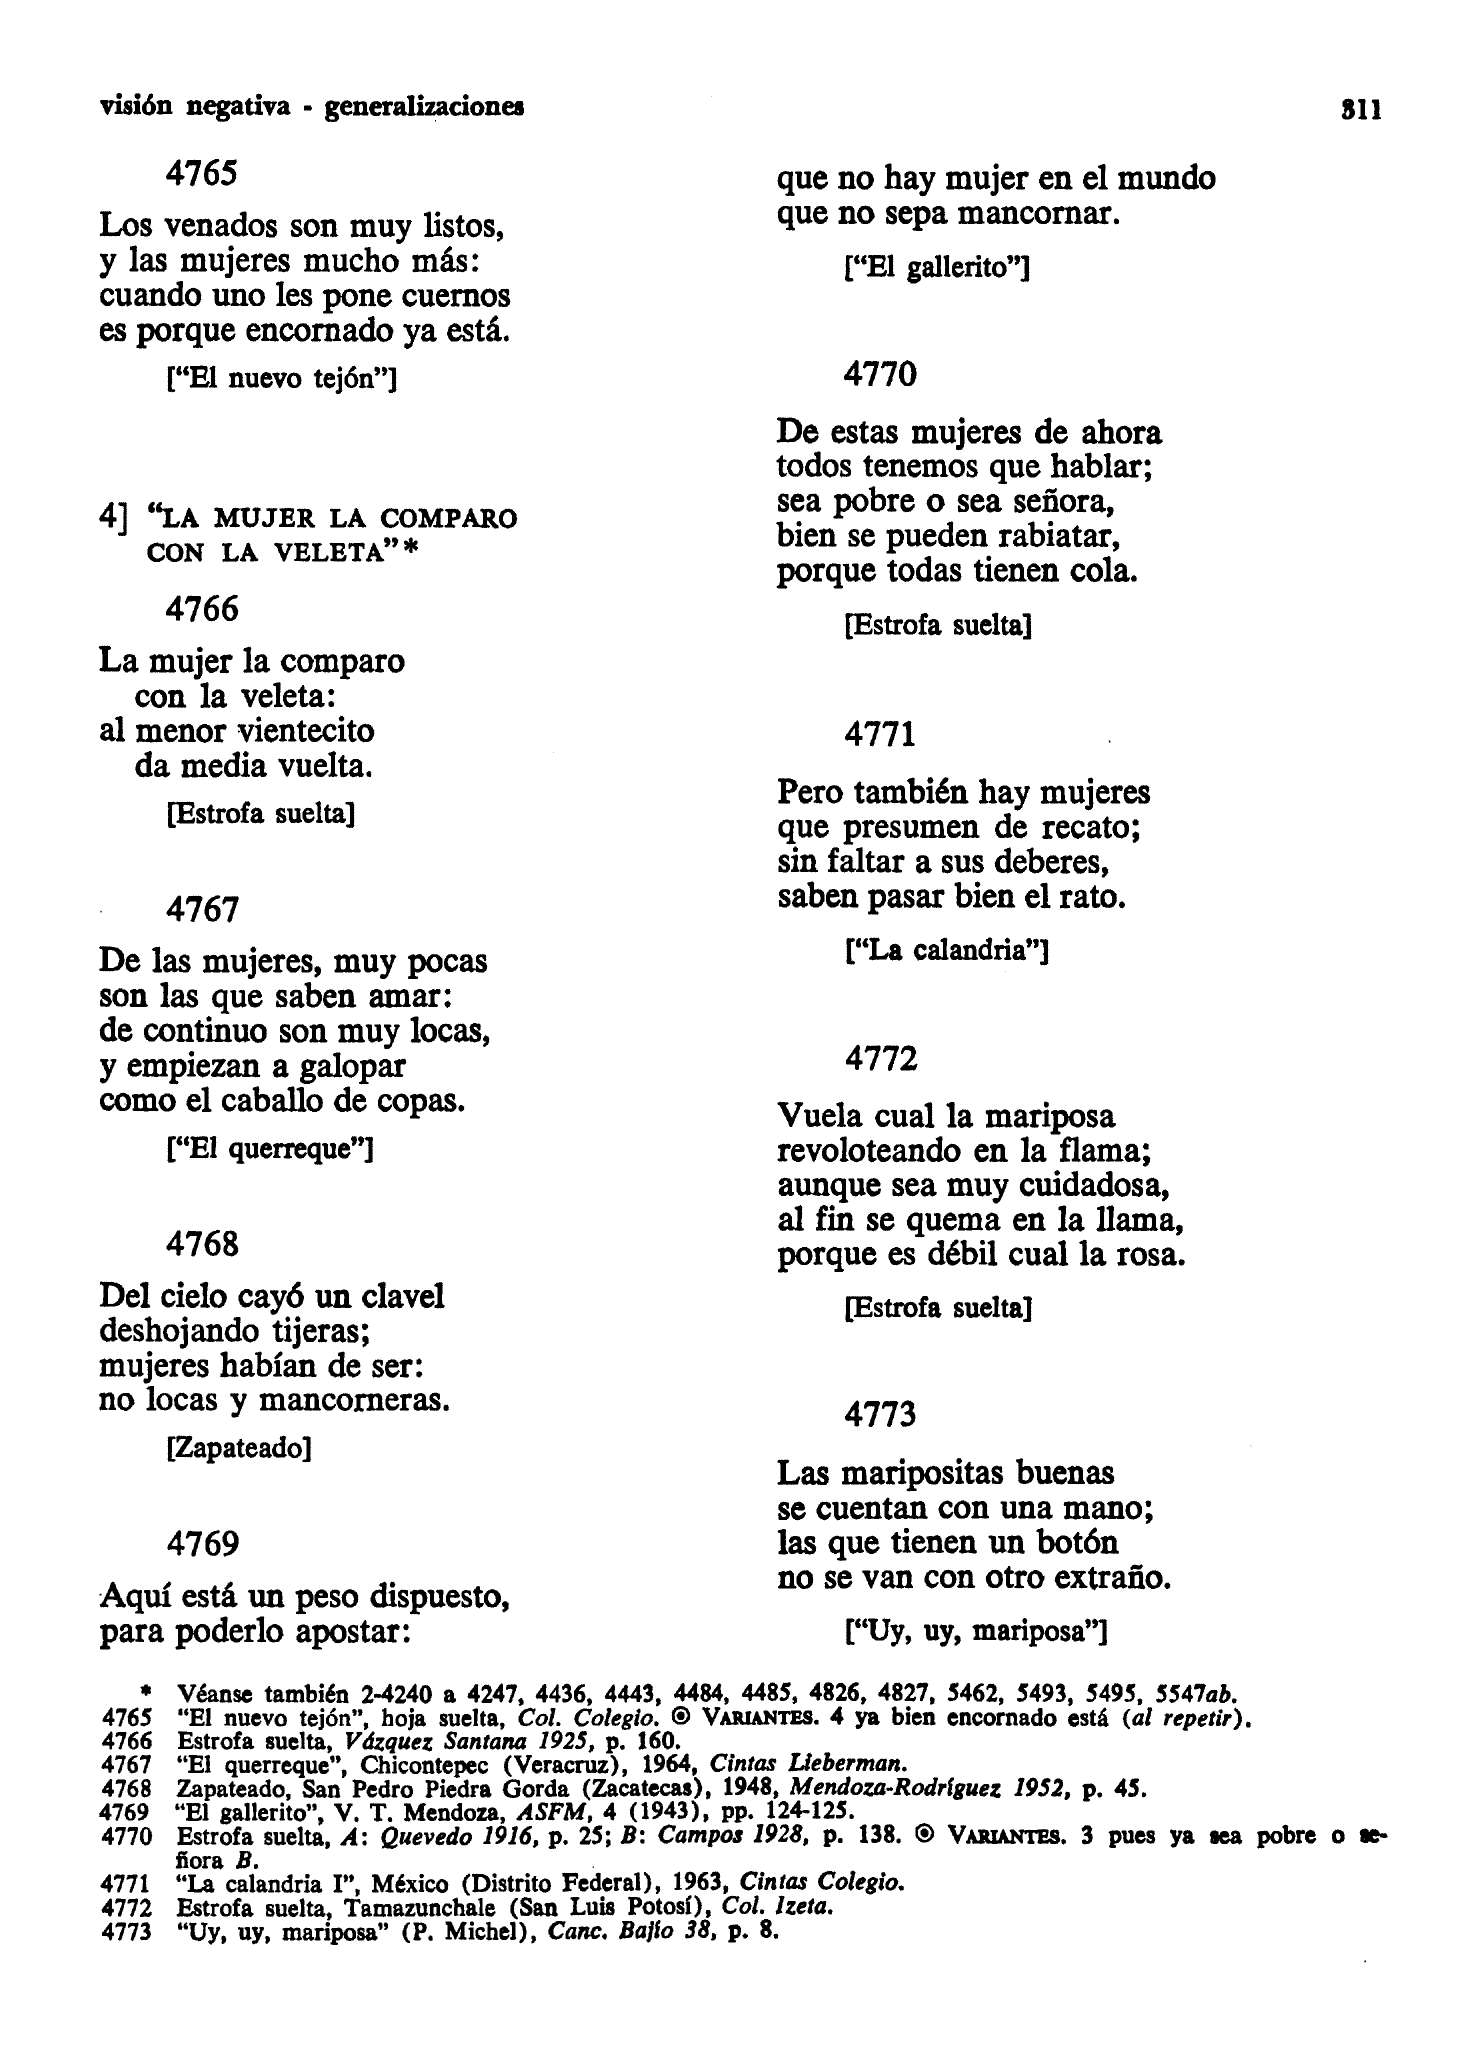 visión negativa - generalizaciones
311
4765
Los venados son muy listos,
y las mujeres mucho más:
cuando uno les pone cuernos
es porque encornado ya está.
[“El nuevo tejón”]
4] “LA MUJER LA COMPARO
CON LA VELETA”*
4766
La mujer la comparo
con la veleta:
al menor vientecito
da media vuelta.
[Estrofa suelta]
4767
De las mujeres, muy pocas
son las que saben amar:
de continuo son muy locas,
y empiezan a galopar
como el caballo de copas.
[“El querreque”]
4768
Del cielo cayó un clavel
deshojando tijeras;
mujeres habían de ser:
no locas y mancorneras.
[Zapateado]
4769
Aquí está un peso dispuesto,
para poderlo apostar:
que no hay mujer en el mundo
que no sepa mancornar.
[“El gallerito”]
4770
De estas mujeres de ahora
todos tenemos que hablar;
sea pobre o sea señora,
bien se pueden rabiatar,
porque todas tienen cola.
[Estrofa suelta]
4771
Pero también hay mujeres
que presumen de recato;
sin faltar a sus deberes,
saben pasar bien el rato.
[“La calandria”]
4772
Vuela cual la mariposa
revoloteando en la flama;
aunque sea muy cuidadosa,
al fin se quema en la llama,
porque es débil cual la rosa.
[Estrofa suelta]
4773
Las maripositas buenas
se cuentan con una mano;
las que tienen un botón
no se van con otro extraño.
[“Uy, uy, mariposa”]
* Véanse también 2-4240 a 4247, 4436, 4443, 4484, 4485, 4826, 4827, 5462, 5493, 5495, 5547ab.
4765 “El nuevo tejón”, hoja suelta, Col. Colegio. ⊙ VARIANTES. 4 ya bien encornado está (al repetir).
4766 Estrofa suelta, Vázquez Santana 1925, p. 160.
4767 “El querreque”, Chicontepec (Veracruz), 1964, Cintas Lieberman.
4768 Zapateado, San Pedro Piedra Gorda (Zacatecas), 1948, Mendoza-Rodríguez 1952, p. 45.
4769 “El gallerito”, V. T. Mendoza, ASFM, 4 (1943), pp. 124-125.
4770 Estrofa suelta, A: Quevedo 1916, p. 25; B: Campos 1928, p. 138. ⊙ VARIANTES. 3 pues ya sea pobre o se-
ñora B.
4771 “La calandria I”, México (Distrito Federal), 1963, Cintas Colegio.
4772 Estrofa suelta, Tamazunchale (San Luis Potosí), Col. Izeta.
4773 “Uy, uy, mariposa” (P. Michel), Canc. Bajío 38, p. 8.